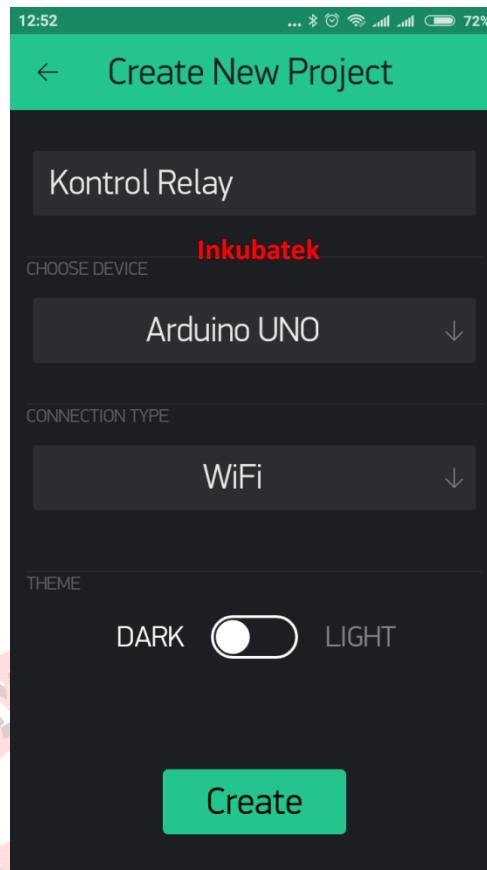 12:52 ... 72%
Create New Project
Kontrol Relay
Inkubatek
CHOOSE DEVICE
Arduino UNO
CONNECTION TYPE
WiFi
THEME
DARK LIGHT
Create